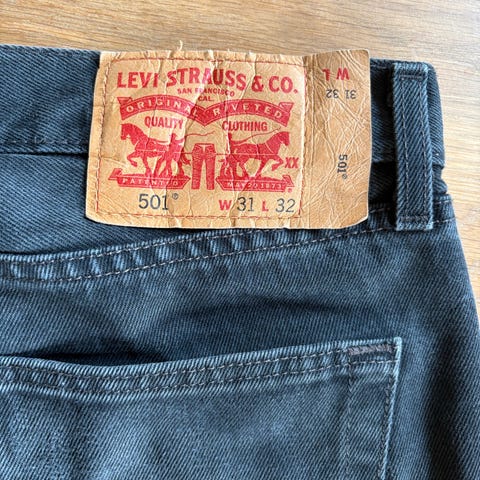 LEVI STRAUSS & CO.
SAN FRANCISCO
CAL.
ORIGINAL RIVETED
QUALITY CLOTHING
XX
PATENTED MAY 20 1873
501® W 31 L 32
W L
31 32
501®